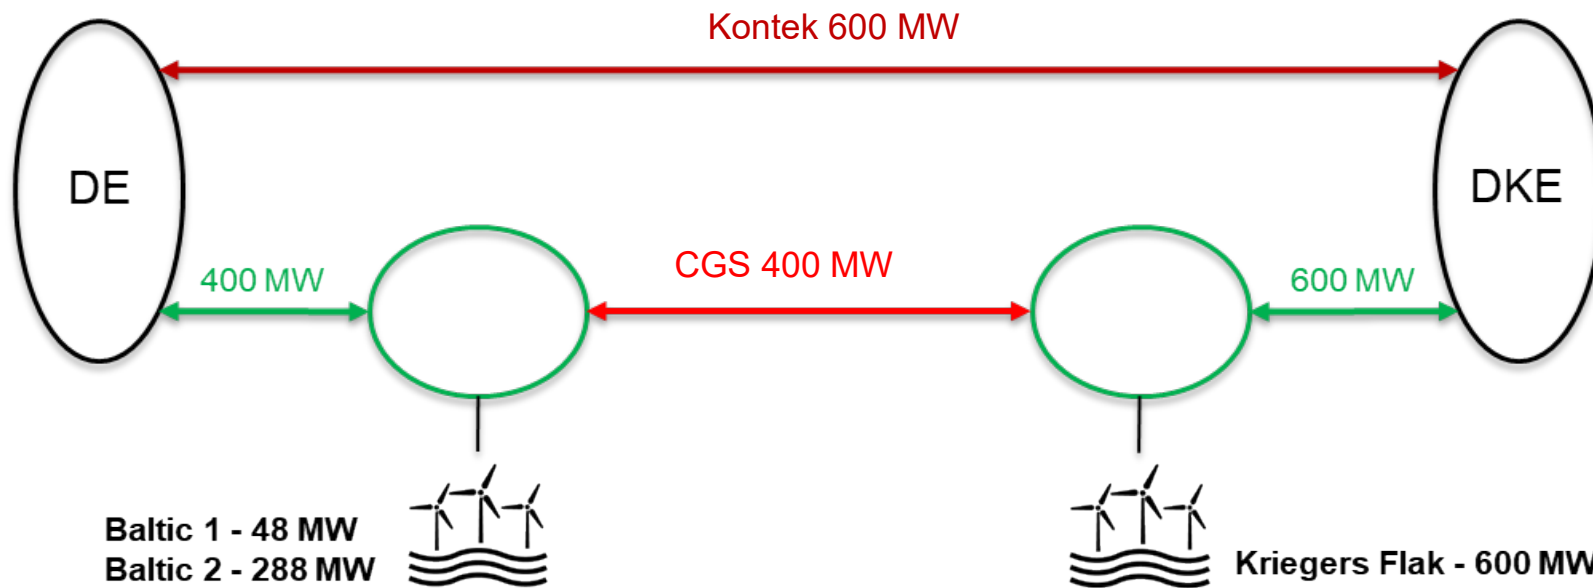 Kontek 600 MW
DE
DKE
400 MW
CGS 400 MW
600 MW
Baltic 1 - 48 MW
Baltic 2 - 288 MW
Kriegers Flak - 600 MW